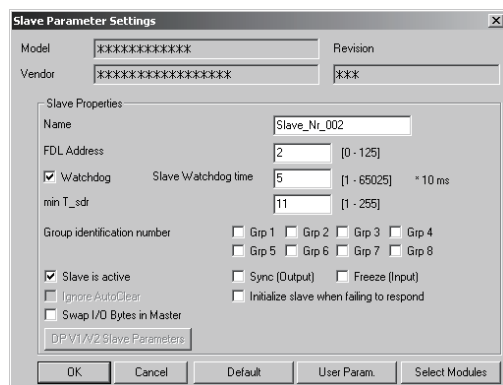 Slave Parameter Settings
Model ************ Revision
Vendor ***************** ***
Slave Properties
Name Slave_Nr_002
FDL Address 2 [0 - 125]
Watchdog Slave Watchdog time 5 [1 - 65025] * 10 ms
min T_sdr 11 [1 - 255]
Group identification number Grp 1 Grp 2 Grp 3 Grp 4
Grp 5 Grp 6 Grp 7 Grp 8
Slave is active Sync (Output) Freeze (Input)
Ignore AutoClear Initialize slave when failing to respond
Swap I/O Bytes in Master
DP V1/V2 Slave Parameters
OK Cancel Default User Param. Select Modules